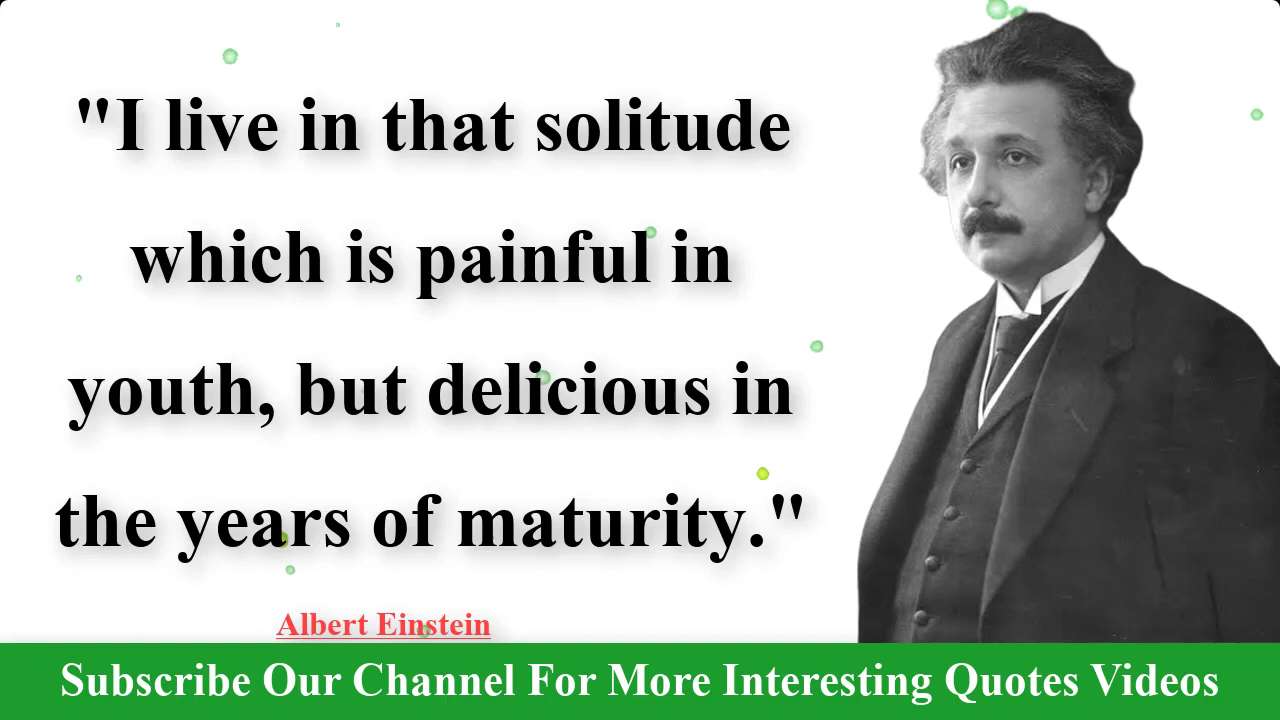 "I live in that solitude
which is painful in
youth, but delicious in
the years of maturity."
Albert Einstein
Subscribe Our Channel For More Interesting Quotes Videos